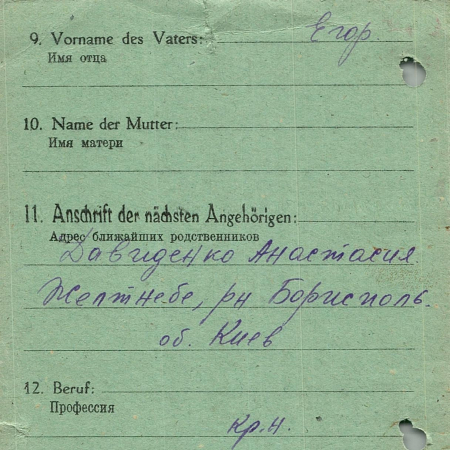 9. Vorname des Vaters: Егор.
Имя отца
10. Name der Mutter:
Имя матери
11. Anschrift der nächsten Angehörigen:
Адрес ближайших родственников
Давиденко Анастасия
Желтнебе, рн Борисполь.
об. Киев
12. Beruf:
Профессия
кр.н.